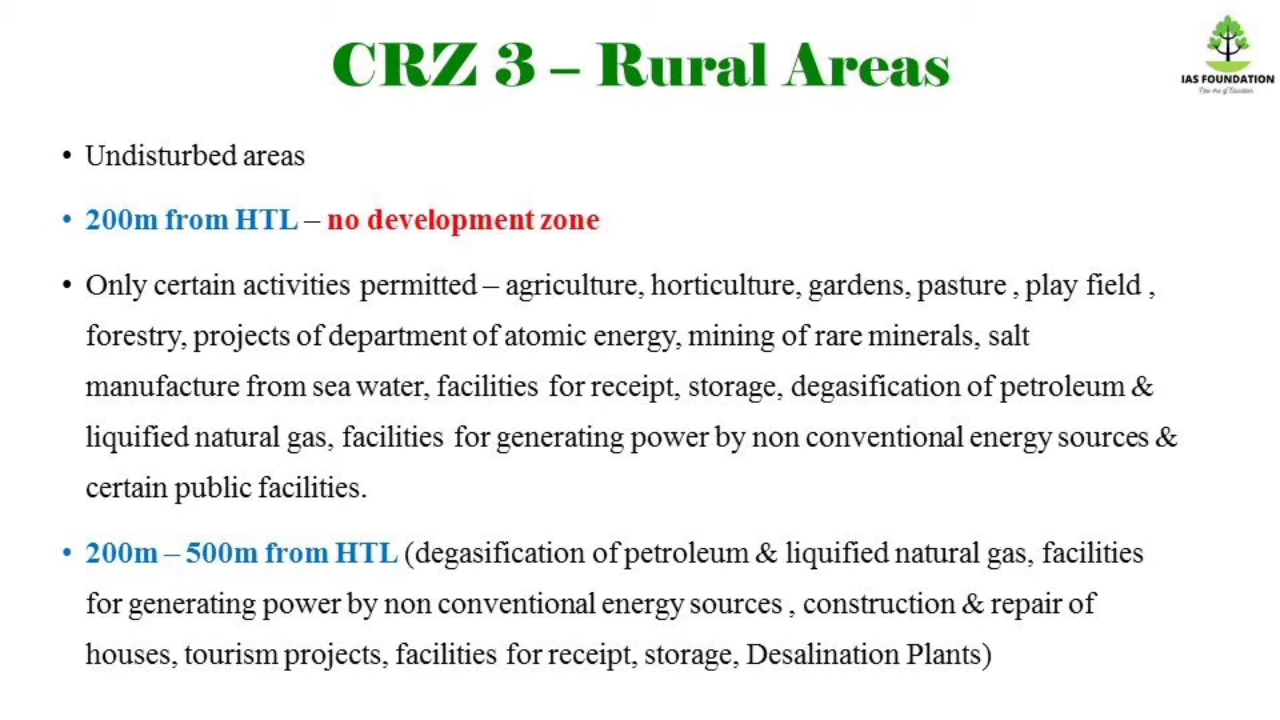 CRZ 3 – Rural Areas
IAS FOUNDATION
• Undisturbed areas
• 200m from HTL – no development zone
• Only certain activities permitted – agriculture, horticulture, gardens, pasture , play field ,
forestry, projects of department of atomic energy, mining of rare minerals, salt
manufacture from sea water, facilities for receipt, storage, degasification of petroleum &
liquified natural gas, facilities for generating power by non conventional energy sources &
certain public facilities.
• 200m – 500m from HTL (degasification of petroleum & liquified natural gas, facilities
for generating power by non conventional energy sources , construction & repair of
houses, tourism projects, facilities for receipt, storage, Desalination Plants)